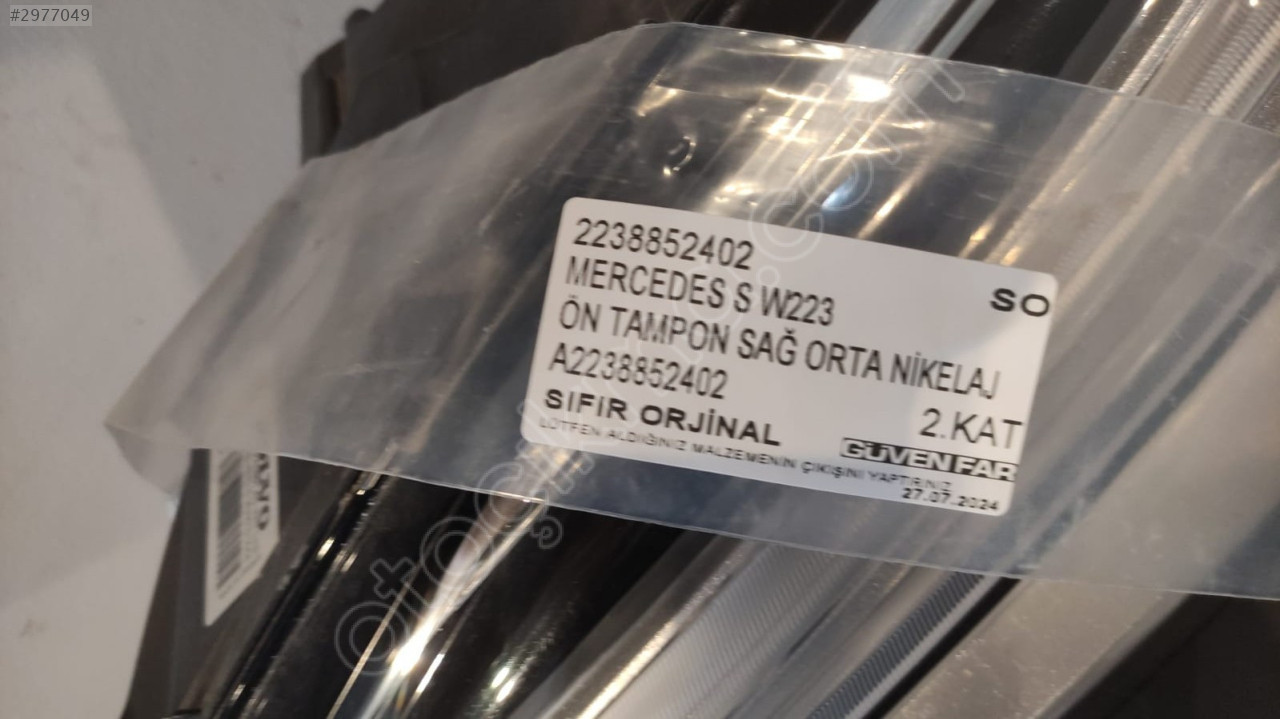 #2977049
2238852402
MERCEDES S W223
SO
ÖN TAMPON SAĞ ORTA NİKELAJ
A2238852402
2.KAT
SIFIR ORJİNAL
GÜVEN FAR
LÜTFEN ALDIĞINIZ MALZEMENİN ÇIKIŞINI YAPTIRINIZ
27.07.2024